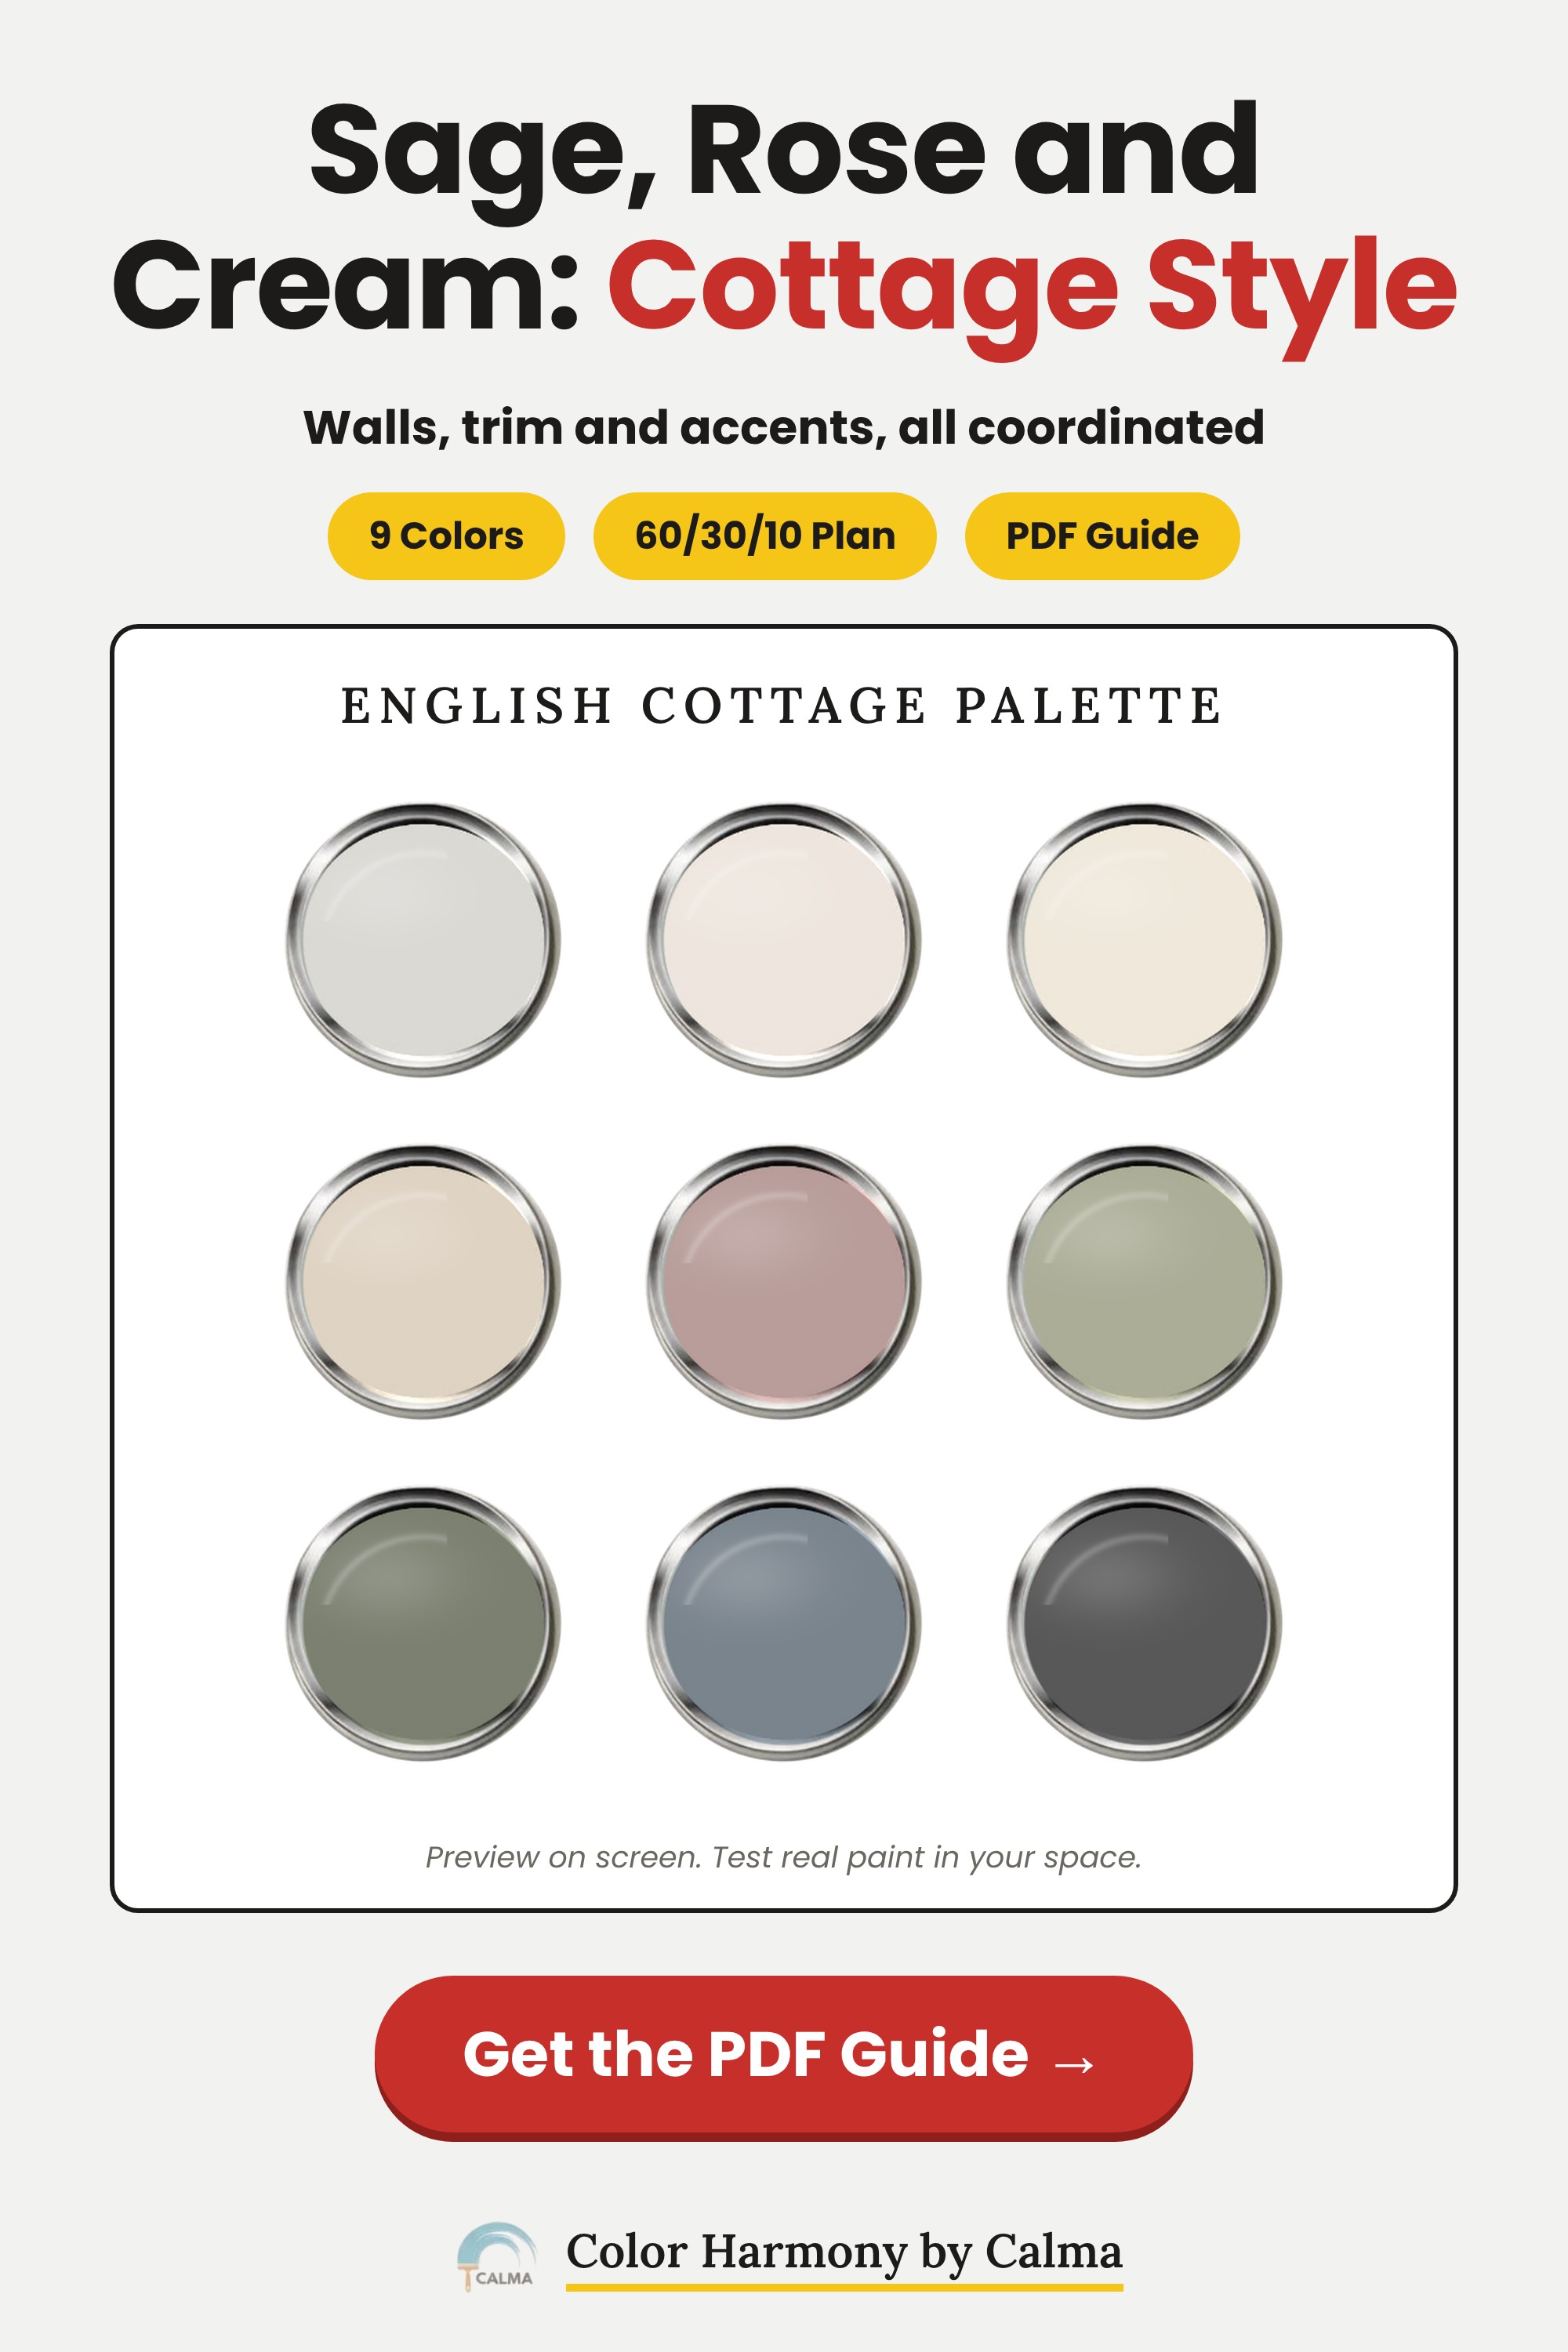 Sage, Rose and
Cream: Cottage Style
Walls, trim and accents, all coordinated
9 Colors
60/30/10 Plan
PDF Guide
ENGLISH COTTAGE PALETTE
Preview on screen. Test real paint in your space.
Get the PDF Guide →
CALMA
Color Harmony by Calma